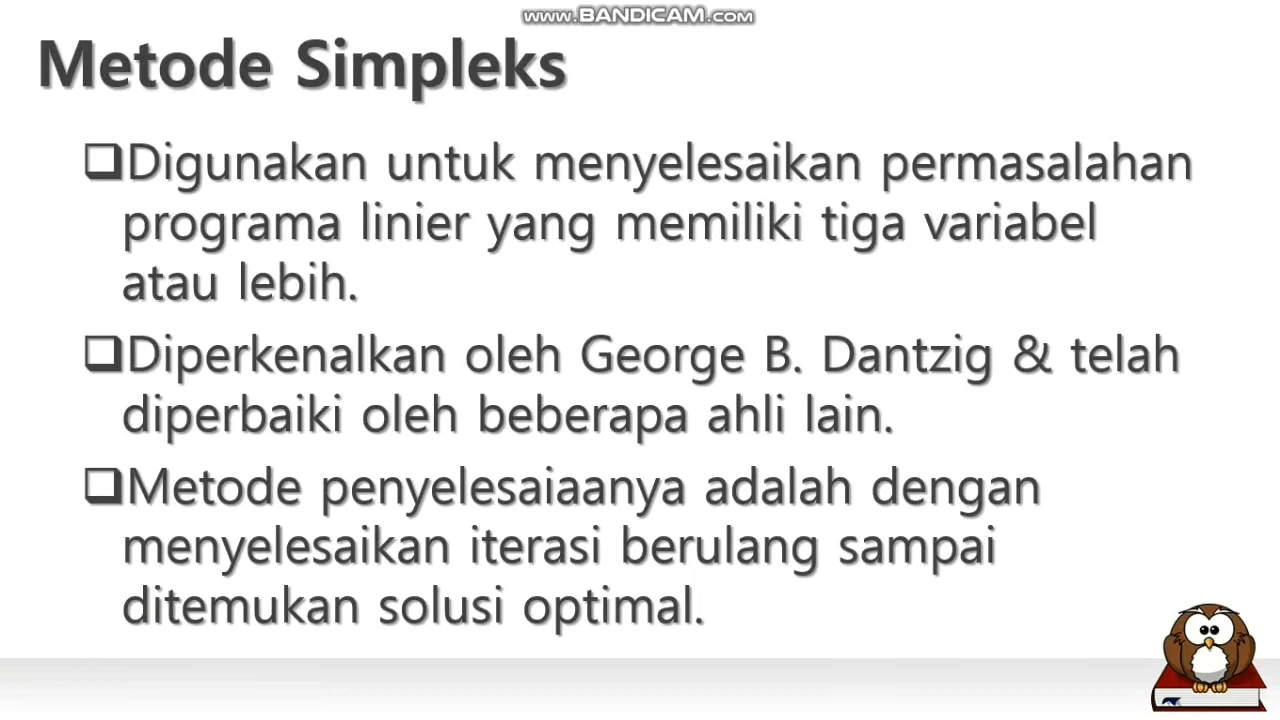 www.BANDICAM.com
Metode Simpleks
❑Digunakan untuk menyelesaikan permasalahan
programa linier yang memiliki tiga variabel
atau lebih.
❑Diperkenalkan oleh George B. Dantzig & telah
diperbaiki oleh beberapa ahli lain.
❑Metode penyelesaiaanya adalah dengan
menyelesaikan iterasi berulang sampai
ditemukan solusi optimal.